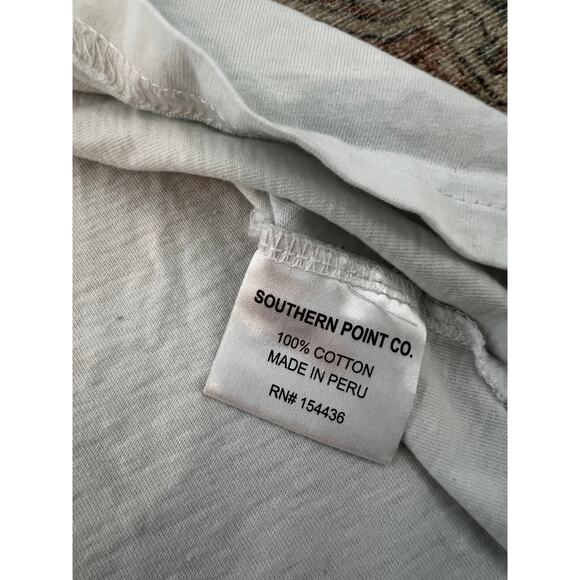 SOUTHERN POINT CO.
100% COTTON
MADE IN PERU
RN# 154436